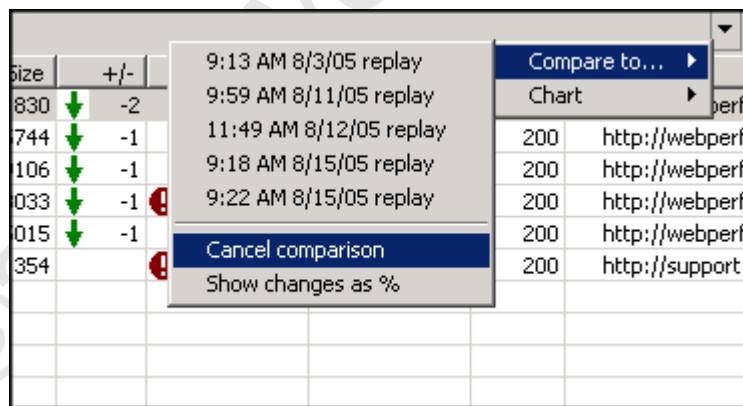 Size +/-
9:13 AM 8/3/05 replay
9:59 AM 8/11/05 replay
11:49 AM 8/12/05 replay
9:18 AM 8/15/05 replay
9:22 AM 8/15/05 replay
Cancel comparison
Show changes as %
Compare to...
Chart
830 -2
744 -1 200 http://webperf
106 -1 200 http://webperf
033 -1 200 http://webperf
015 -1 200 http://webperf
354 200 http://support